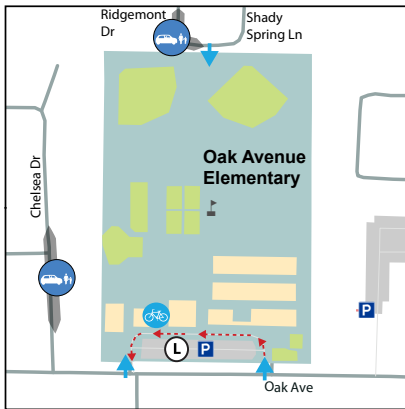 Ridgemont
Dr
Shady
Spring Ln
Oak Avenue
Elementary
Chelsea Dr
P
L
P
Oak Ave